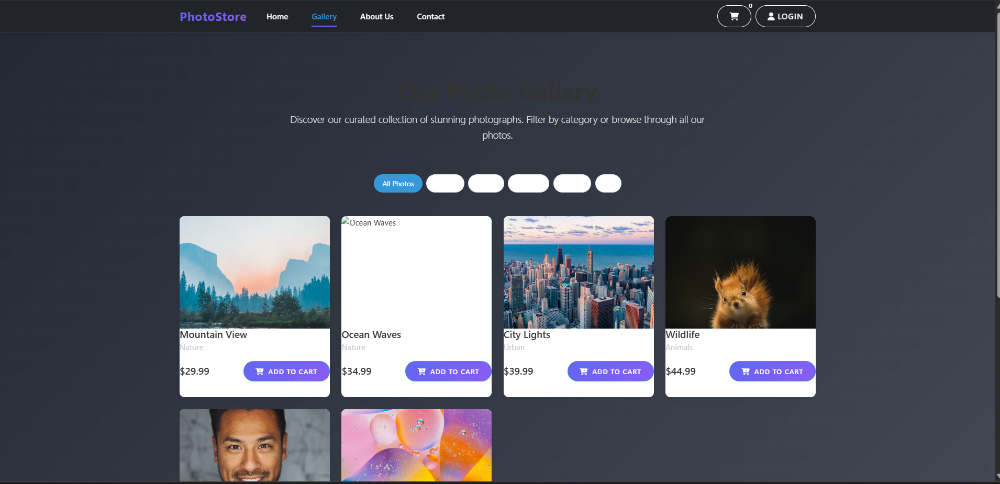 PhotoStore
Home
Gallery
About Us
Contact
0
LOGIN
Our Photo Gallery
Discover our curated collection of stunning photographs. Filter by category or browse through all our
photos.
All Photos
Ocean Waves
Mountain View
Nature
$29.99
ADD TO CART
Ocean Waves
Nature
$34.99
ADD TO CART
City Lights
Urban
$39.99
ADD TO CART
Wildlife
Animals
$44.99
ADD TO CART